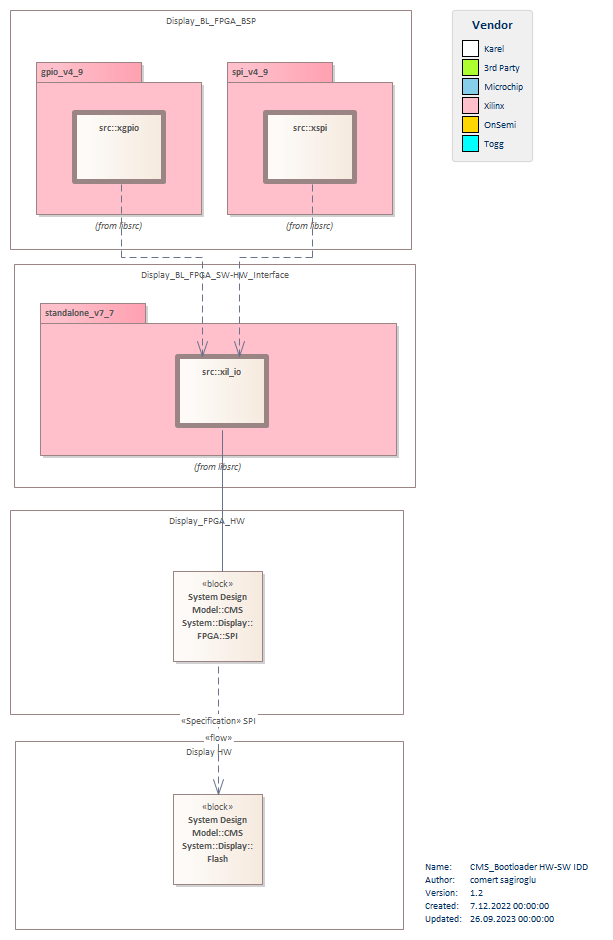 Display_BL_FPGA_BSP
Vendor
Karel
3rd Party
Microchip
Xilinx
OnSemi
Togg
gpio_v4_9
spi_v4_9
src::xgpio
src::xspi
(from libsrc)
(from libsrc)
Display_BL_FPGA_SW-HW_Interface
standalone_v7_7
src::xil_io
(from libsrc)
Display_FPGA_HW
«block»
System Design
Model::CMS
System::Display::
FPGA::SPI
«Specification» SPI
«flow»
Display HW
«block»
System Design
Model::CMS
System::Display::
Flash
Name: CMS_Bootloader HW-SW IDD
Author: comert sagiroglu
Version: 1.2
Created: 7.12.2022 00:00:00
Updated: 26.09.2023 00:00:00